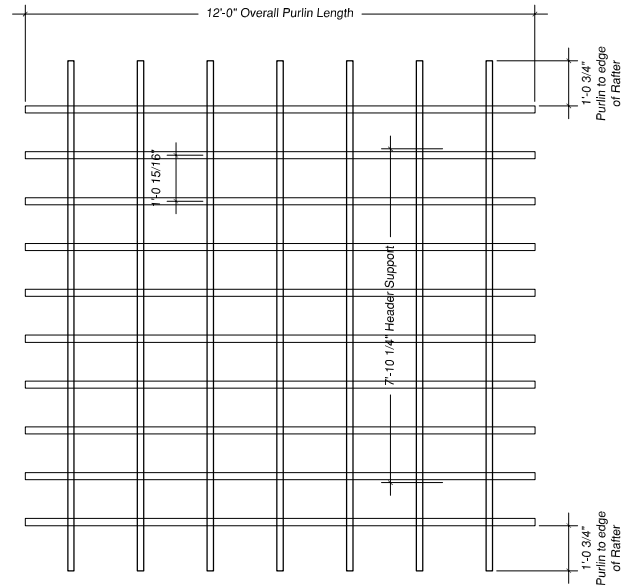 12'-0" Overall Purlin Length
1'-0 3/4"
Purlin to edge
of Rafter
1'-0 15/16"
7'-10 1/4" Header Support
1'-0 3/4"
Purlin to edge
of Rafter